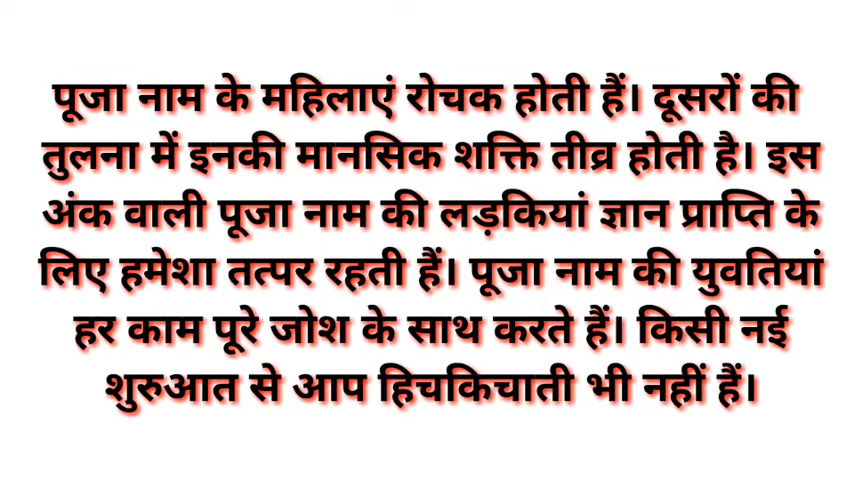 पूजा नाम के महिलाएं रोचक होती हैं। दूसरों की
तुलना में इनकी मानसिक शक्ति तीव्र होती है। इस
अंक वाली पूजा नाम की लड़कियां ज्ञान प्राप्ति के
लिए हमेशा तत्पर रहती हैं। पूजा नाम की युवतियां
हर काम पूरे जोश के साथ करते हैं। किसी नई
शुरुआत से आप हिचकिचाती भी नहीं हैं।